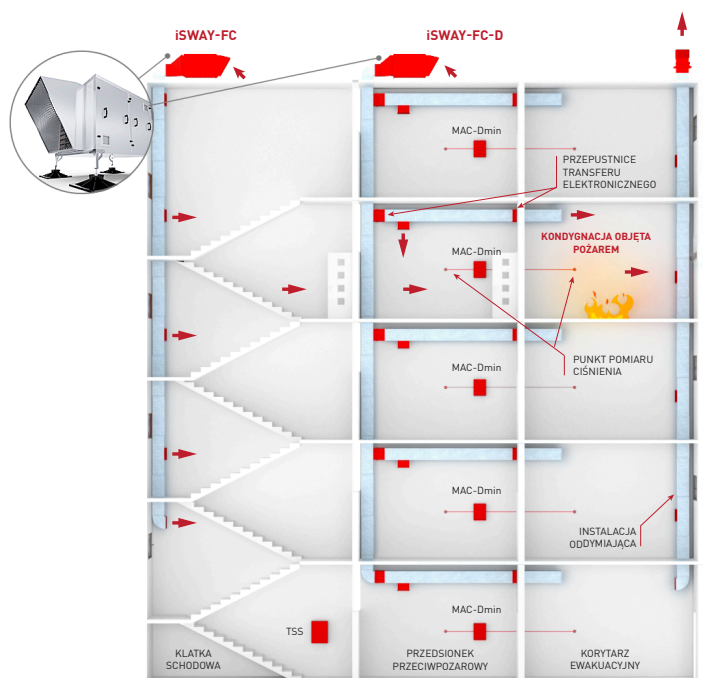 iSWAY-FC
iSWAY-FC-D
MAC-Dmin
PRZEPUSTNICE
TRANSFERU
ELEKTRONICZNEGO
KONDYGNACJA OBJĘTA
POŻAREM
MAC-Dmin
PUNKT POMIARU
CIŚNIENIA
MAC-Dmin
MAC-Dmin
INSTALACJA
ODDYMIAJĄCA
MAC-Dmin
TSS
KLATKA
SCHODOWA
PRZEDSIONEK
PRZECIWPOZAROWY
KORYTARZ
EWAKUACYJNY